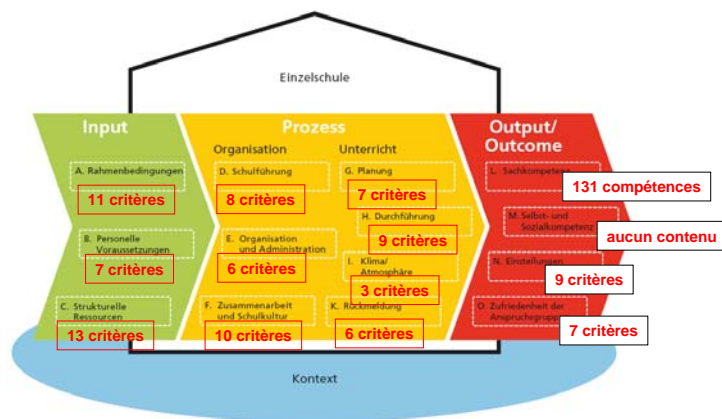 Einzelschule
Input
A. Rahmenbedingungen
11 critères
B. Personelle
Voraussetzungen
7 critères
C. Strukturelle
Ressourcen
13 critères
Prozess
Organisation
D. Schulführung
8 critères
E. Organisation
und Administration
6 critères
F. Zusammenarbeit
und Schulkultur
10 critères
Unterricht
G. Planung
7 critères
H. Durchführung
9 critères
I. Klima/
Atmosphäre
3 critères
K. Rückmeldung
6 critères
Output/
Outcome
L. Sachkompetenz
131 compétences
M. Selbst- und
Sozialkompetenz
aucun contenu
N. Einstellungen
9 critères
O. Zufriedenheit der
Anspruchsgruppen
7 critères
Kontext